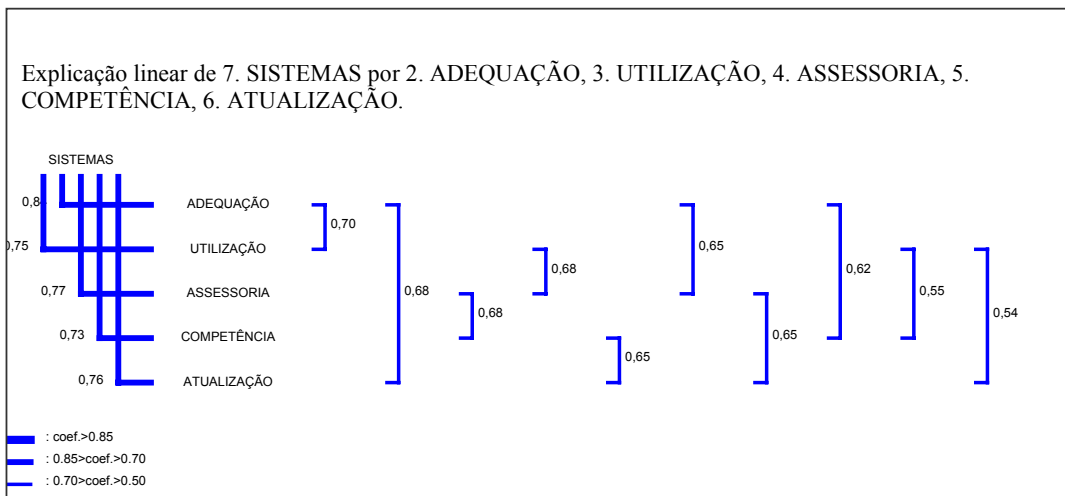 Explicação linear de 7. SISTEMAS por 2. ADEQUAÇÃO, 3. UTILIZAÇÃO, 4. ASSESSORIA, 5.
COMPETÊNCIA, 6. ATUALIZAÇÃO.
SISTEMAS
ADEQUAÇÃO
0,70
0,65
0,75
UTILIZAÇÃO
0,68
0,62
0,55
0,77
ASSESSORIA
0,68
0,68
0,54
0,73
COMPETÊNCIA
0,65
0,65
0,76
ATUALIZAÇÃO
: coef.>0.85
: 0.85>coef.>0.70
: 0.70>coef.>0.50